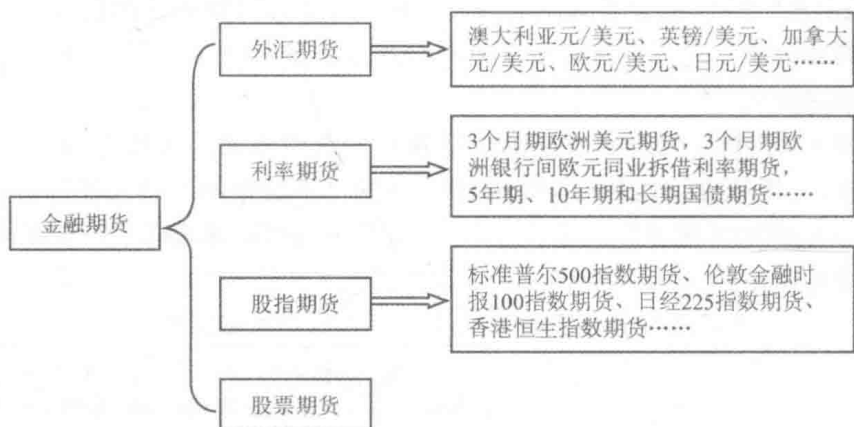 外汇期货
澳大利亚元/美元、英镑/美元、加拿大
元/美元、欧元/美元、日元/美元……
利率期货
3个月期欧洲美元期货，3个月期欧
洲银行间欧元同业拆借利率期货，
5年期、10年期和长期国债期货……
金融期货
股指期货
标准普尔500指数期货、伦敦金融时
报100指数期货、日经225指数期货、
香港恒生指数期货……
股票期货